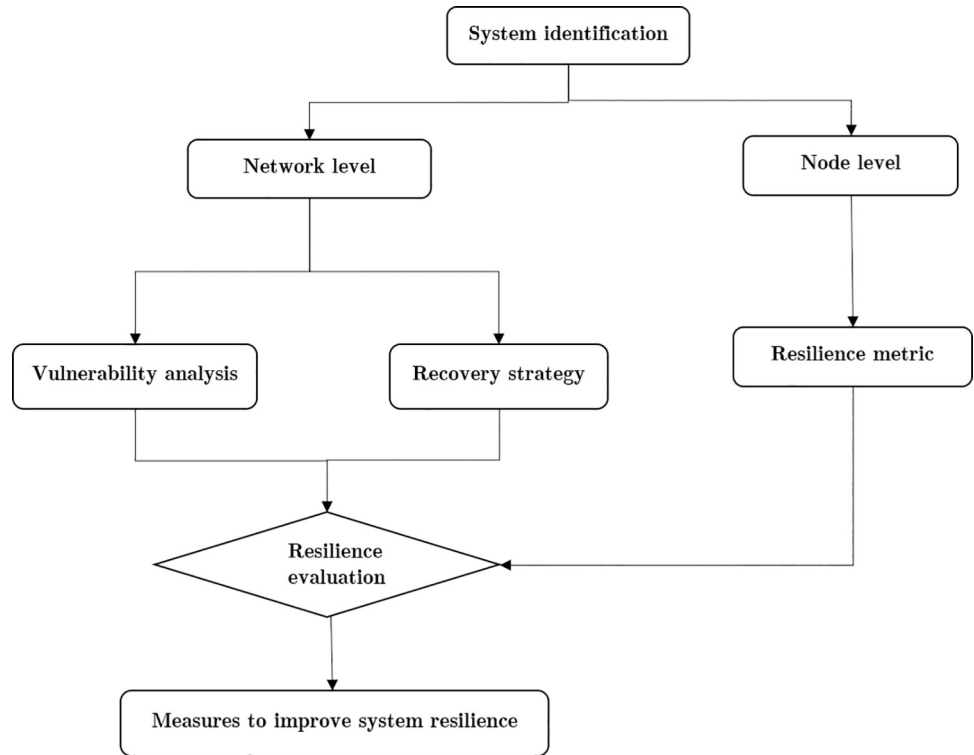 System identification
Network level
Node level
Vulnerability analysis
Recovery strategy
Resilience metric
Resilience
evaluation
Measures to improve system resilience